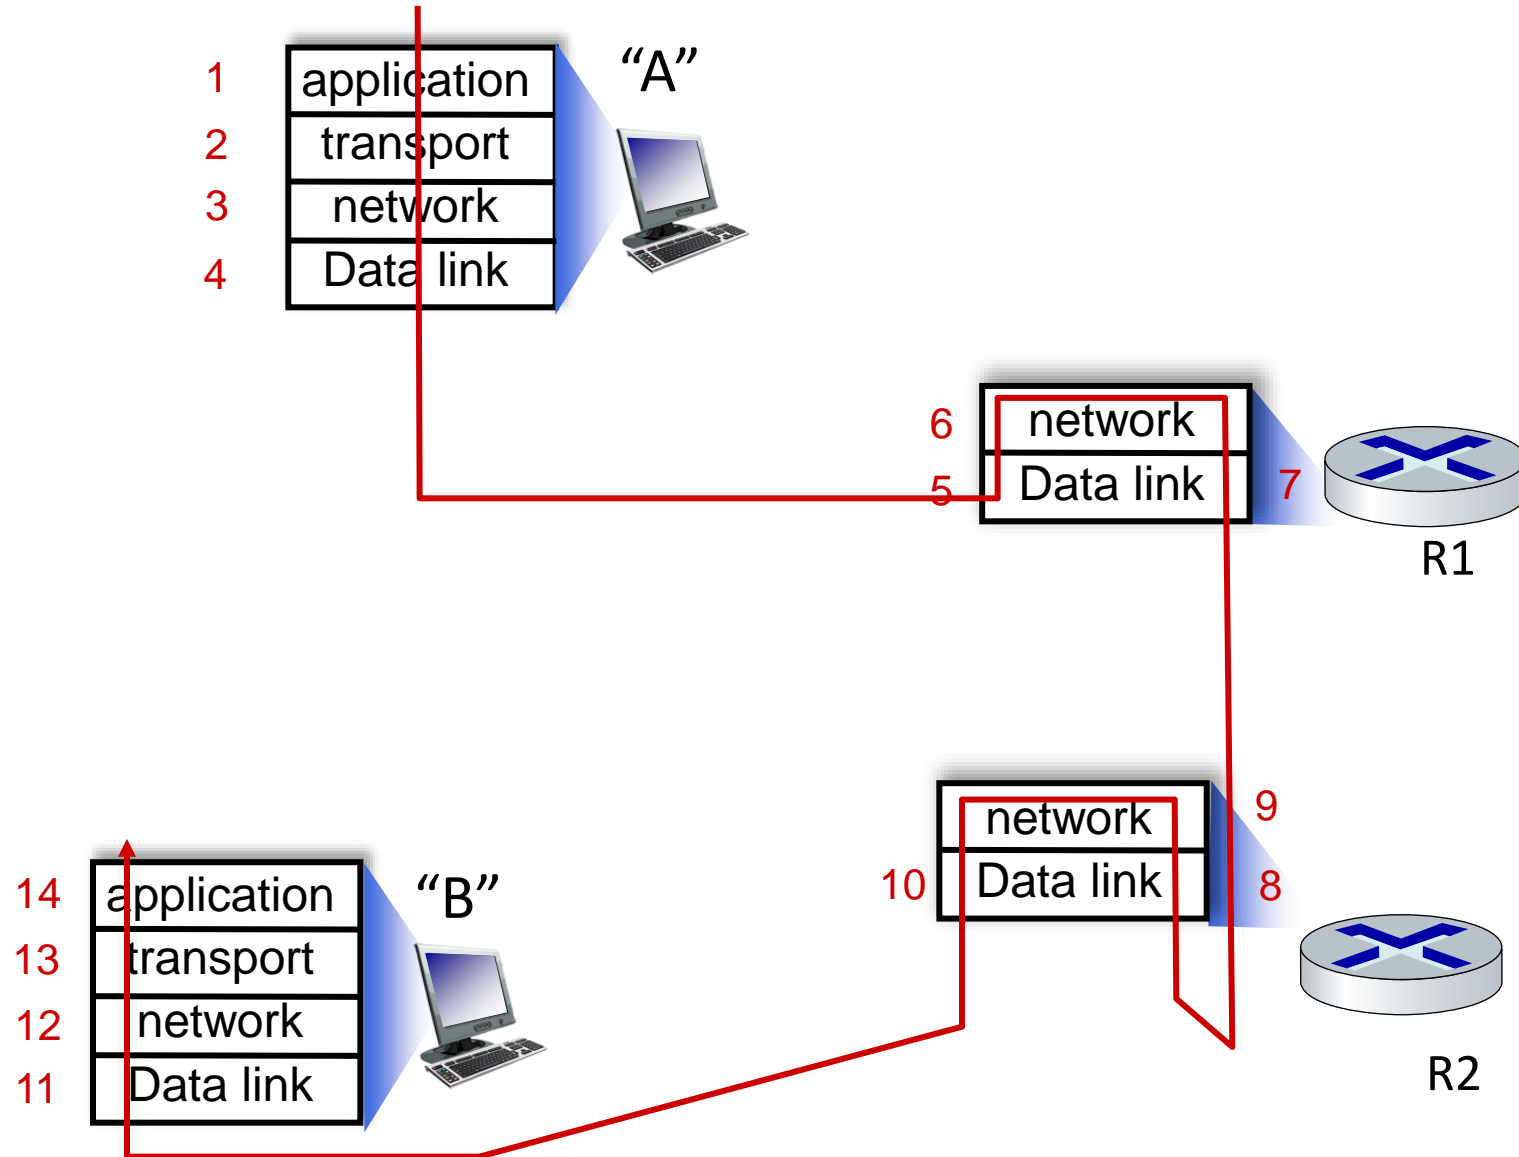 “A”
1 application
2 transport
3 network
4 Data link
6 network
5 Data link 7
R1
network 9
10 Data link 8
R2
“B”
14 application
13 transport
12 network
11 Data link